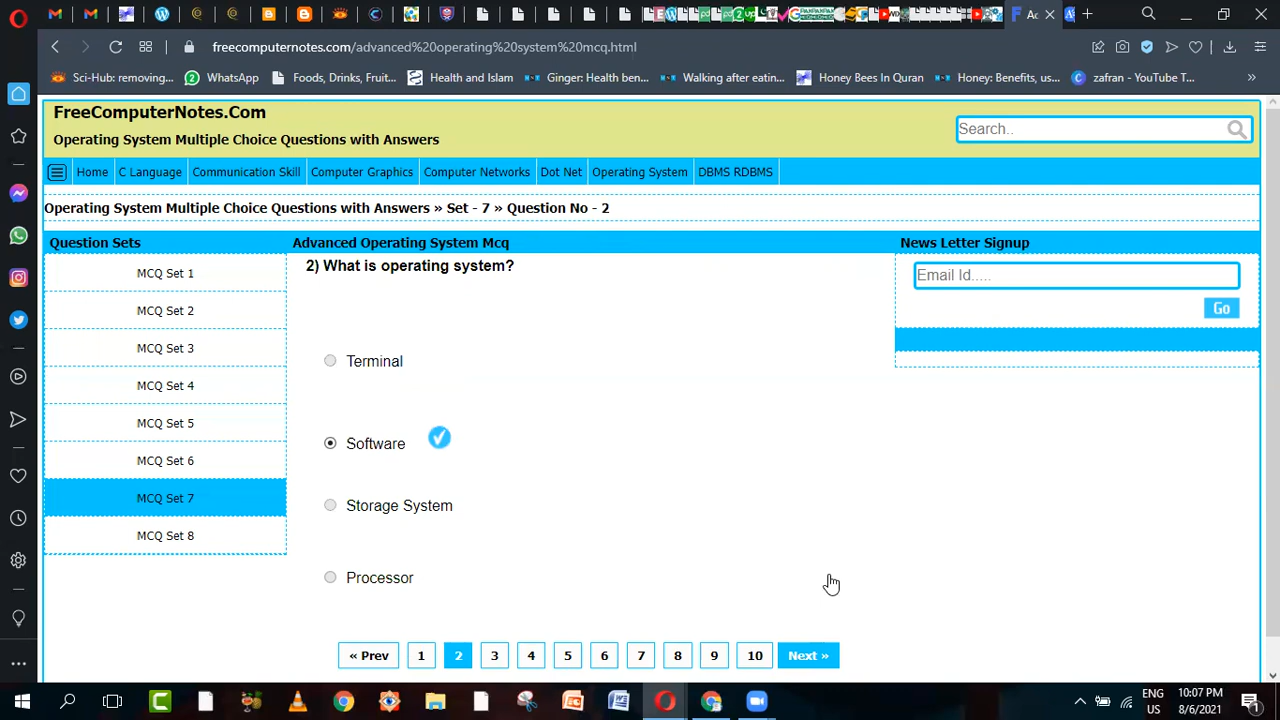 freecomputernotes.com/advanced%20operating%20system%20mcq.html
Sci-Hub: removing...
WhatsApp
Foods, Drinks, Fruit...
Health and Islam
Ginger: Health ben...
Walking after eatin...
Honey Bees In Quran
Honey: Benefits, us...
zafran - YouTube T...
FreeComputerNotes.Com
Operating System Multiple Choice Questions with Answers
Search..
Home
C Language
Communication Skill
Computer Graphics
Computer Networks
Dot Net
Operating System
DBMS RDBMS
Operating System Multiple Choice Questions with Answers » Set - 7 » Question No - 2
Question Sets
Advanced Operating System Mcq
News Letter Signup
MCQ Set 1
MCQ Set 2
MCQ Set 3
MCQ Set 4
MCQ Set 5
MCQ Set 6
MCQ Set 7
MCQ Set 8
2) What is operating system?
Terminal
Software
Storage System
Processor
Email Id.....
Go
« Prev
1
2
3
4
5
6
7
8
9
10
Next »
ENG
US
10:07 PM
8/6/2021